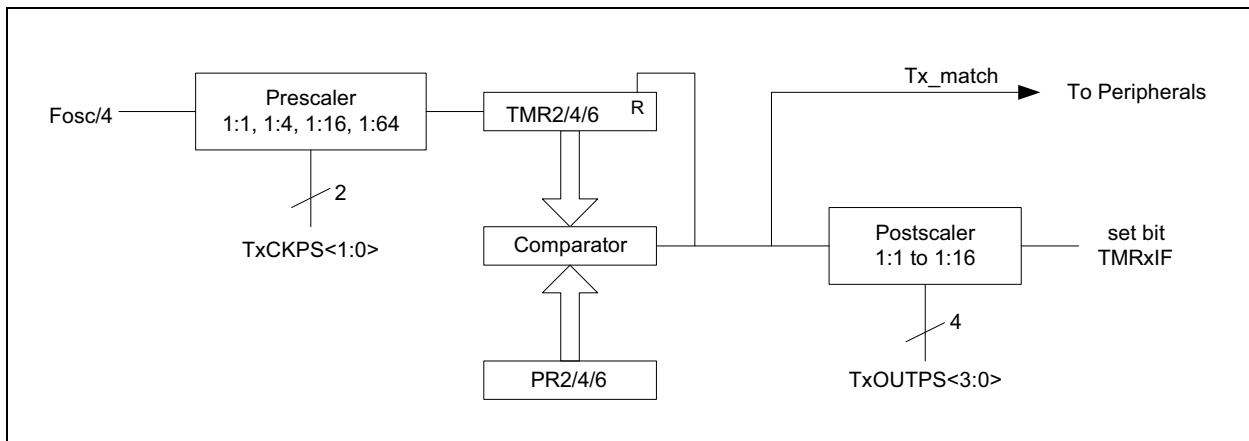 Fosc/4
Prescaler
1:1, 1:4, 1:16, 1:64
2
TxCKPS<1:0>
TMR2/4/6
R
Comparator
PR2/4/6
Tx_match
To Peripherals
Postscaler
1:1 to 1:16
4
TxOUTPS<3:0>
set bit
TMRxIF